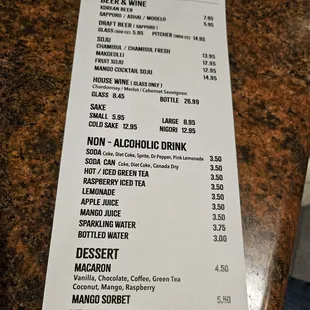 BEER & WINE
KOREAN BEER
SAPPORO / ASAHI / MODELO 7.95
DRAFT BEER ( SAPPORO ) 5.95
GLASS (500 CC) 5.95 PITCHER (1800 CC) 14.95
SOJU
CHAMISUL / CHAMISUL FRESH 13.95
MAKGEOLLI 12.95
FRUIT SOJU 12.95
MANGO COCKTAIL SOJU 14.95
HOUSE WINE ( GLASS ONLY )
Chardonnay / Merlot / Cabernet Sauvignon
GLASS 8.45 BOTTLE 26.99
SAKE
SMALL 5.95 LARGE 8.95
COLD SAKE 12.95 NIGORI 12.95
NON - ALCOHOLIC DRINK
SODA Coke, Diet Coke, Sprite, Dr Pepper, Pink Lemonade 3.50
SODA CAN Coke, Diet Coke, Canada Dry 3.50
HOT / ICED GREEN TEA 3.50
RASPBERRY ICED TEA 3.50
LEMONADE 3.50
APPLE JUICE 3.50
MANGO JUICE 3.50
SPARKLING WATER 3.75
BOTTLED WATER 3.00
DESSERT
MACARON 4.50
Vanilla, Chocolate, Coffee, Green Tea
Coconut, Mango, Raspberry
MANGO SORBET 5.50